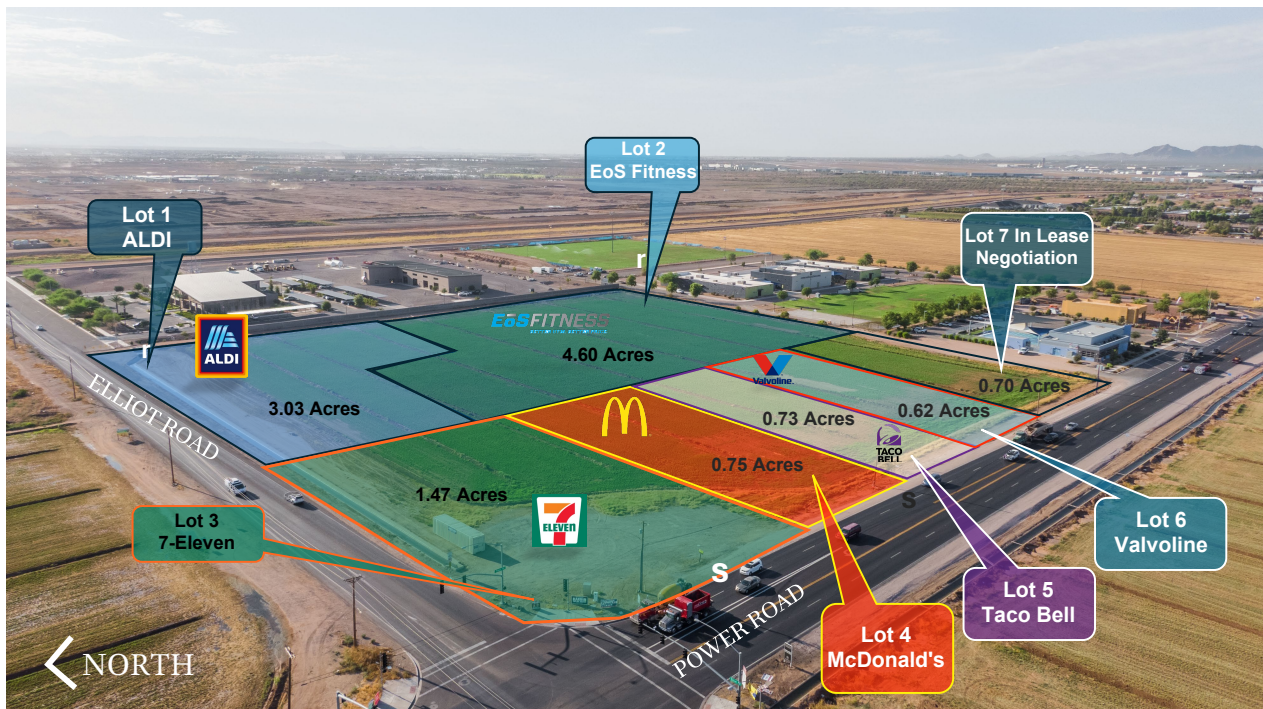 Lot 2
EoS Fitness
Lot 1
ALDI
Lot 7 In Lease
Negotiation
r
r
EōSFITNESS
ALDI
4.60 Acres
Valvoline.
0.70 Acres
ELLIOT ROAD
3.03 Acres
0.73 Acres
0.62 Acres
TACO
BELL
0.75 Acres
1.47 Acres
S
7
ELEVEN
Lot 3
7-Eleven
Lot 6
Valvoline
S
Lot 5
Taco Bell
POWER ROAD
Lot 4
McDonald's
NORTH